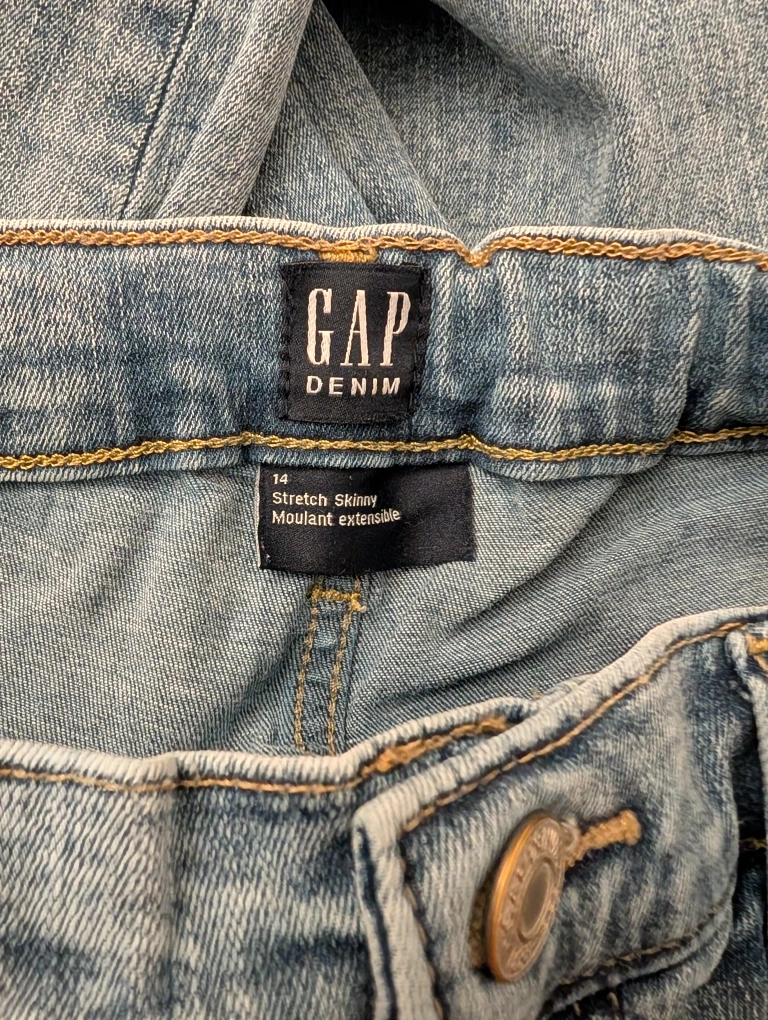 GAP
DENIM
14
Stretch Skinny
Moulant extensible